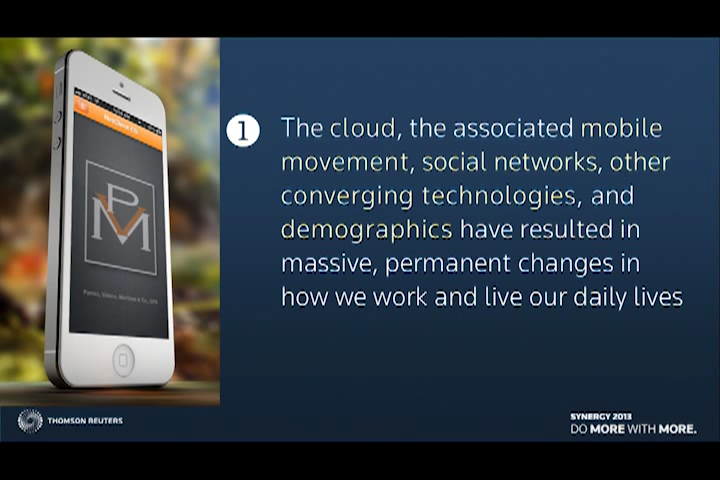 PVM
1
The cloud, the associated mobile
movement, social networks, other
converging technologies, and
demographics have resulted in
massive, permanent changes in
how we work and live our daily lives
THOMSON REUTERS
SYNERGY 2013
DO MORE WITH MORE.